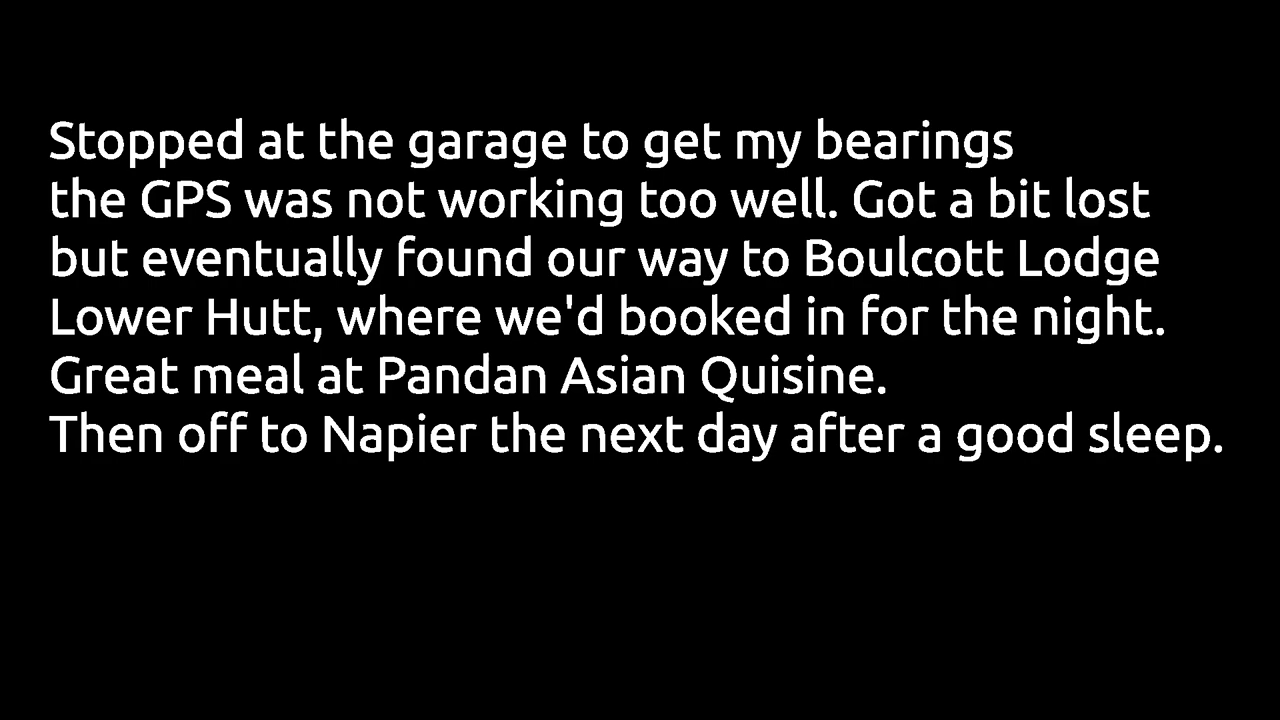 Stopped at the garage to get my bearings
the GPS was not working too well. Got a bit lost
but eventually found our way to Boulcott Lodge
Lower Hutt, where we'd booked in for the night.
Great meal at Pandan Asian Quisine.
Then off to Napier the next day after a good sleep.